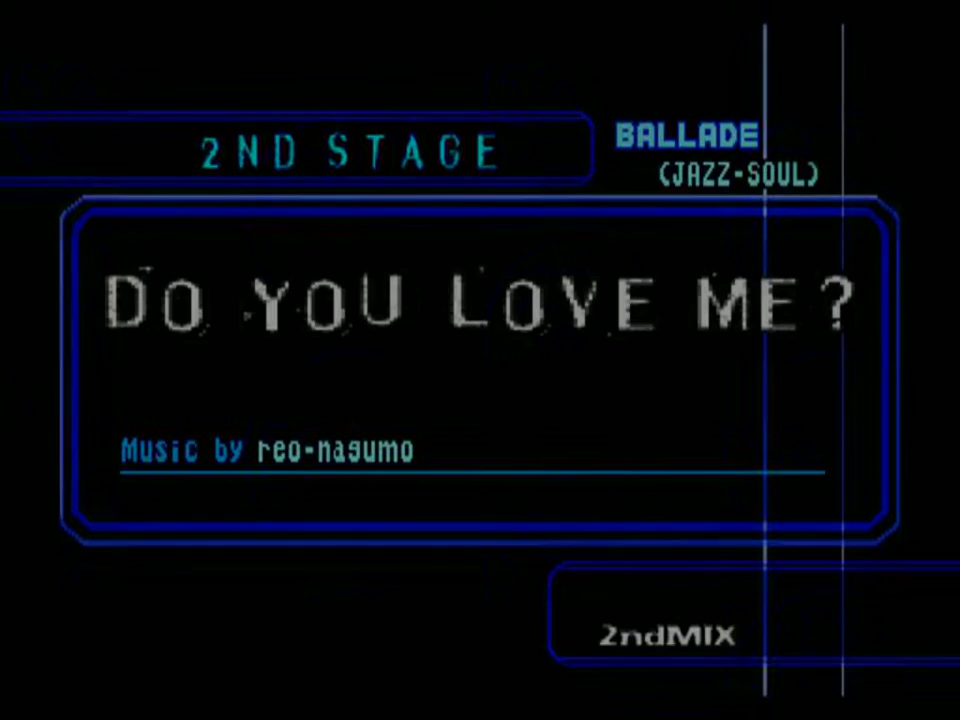 2ND STAGE
BALLADE
(JAZZ-SOUL)
DO YOU LOVE ME?
Music by reo-nagumo
2ndMIX